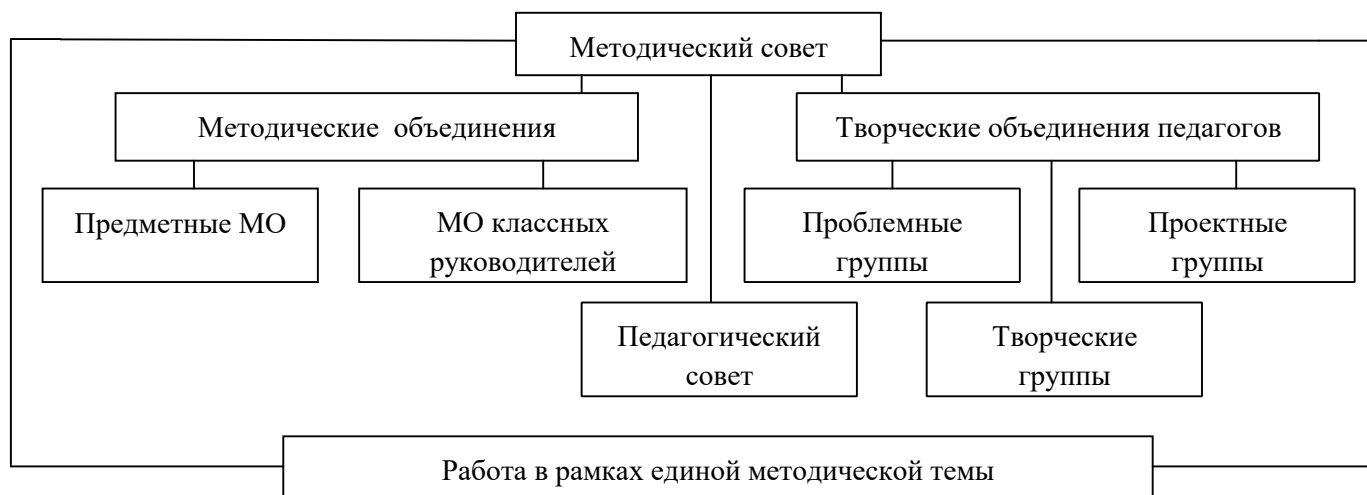 Методический совет
Методические объединения
Творческие объединения педагогов
Предметные МО
МО классных
руководителей
Проблемные
группы
Проектные
группы
Педагогический
совет
Творческие
группы
Работа в рамках единой методической темы